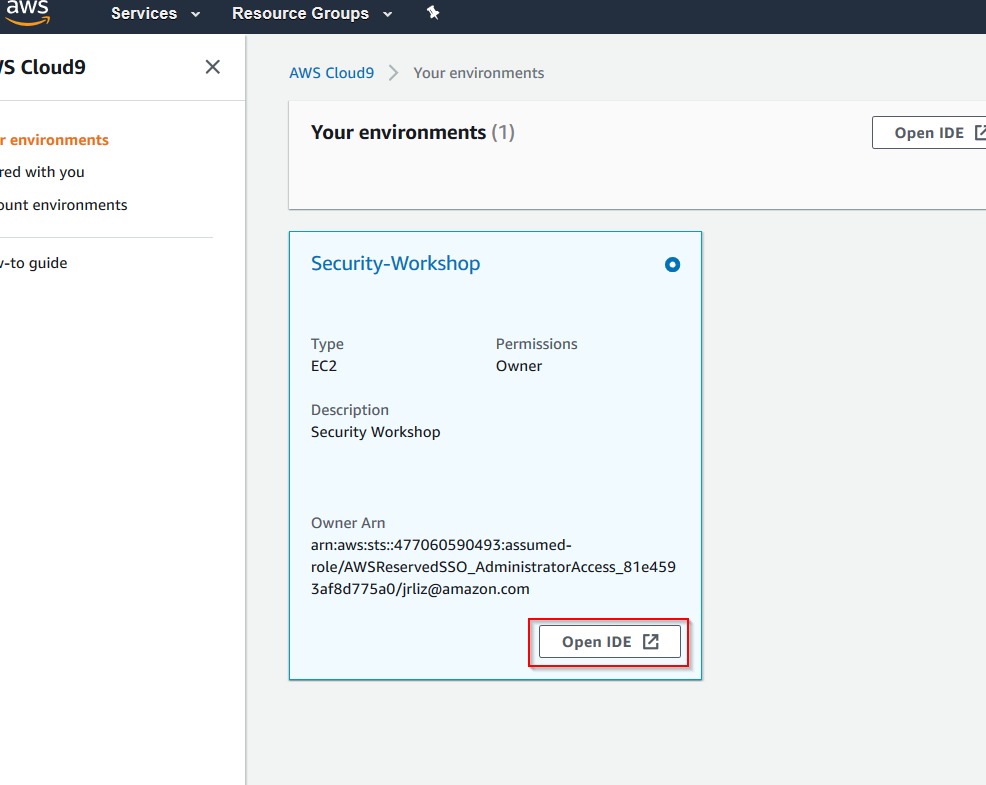 aws Services Resource Groups
S Cloud9
AWS Cloud9 Your environments
Your environments (1)
Open IDE
r environments
red with you
ount environments
-to guide
Security-Workshop
Type Permissions
EC2 Owner
Description
Security Workshop
Owner Arn
arn:aws:sts::477060590493:assumed-
role/AWSReservedSSO_AdministratorAccess_81e459
3af8d775a0/jrliz@amazon.com
Open IDE